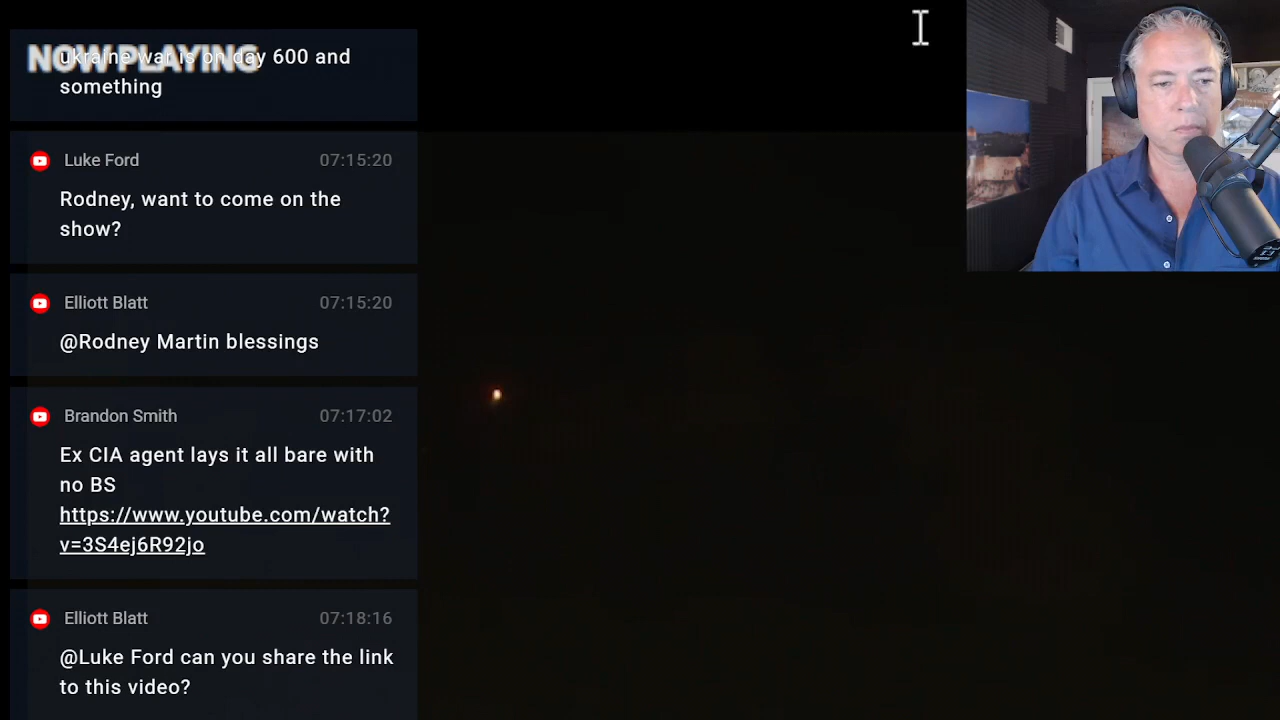 NOW PLAYING
ukraine war is on day 600 and
something
Luke Ford 07:15:20
Rodney, want to come on the
show?
Elliott Blatt 07:15:20
@Rodney Martin blessings
Brandon Smith 07:17:02
Ex CIA agent lays it all bare with
no BS
https://www.youtube.com/watch?
v=3S4ej6R92jo
Elliott Blatt 07:18:16
@Luke Ford can you share the link
to this video?